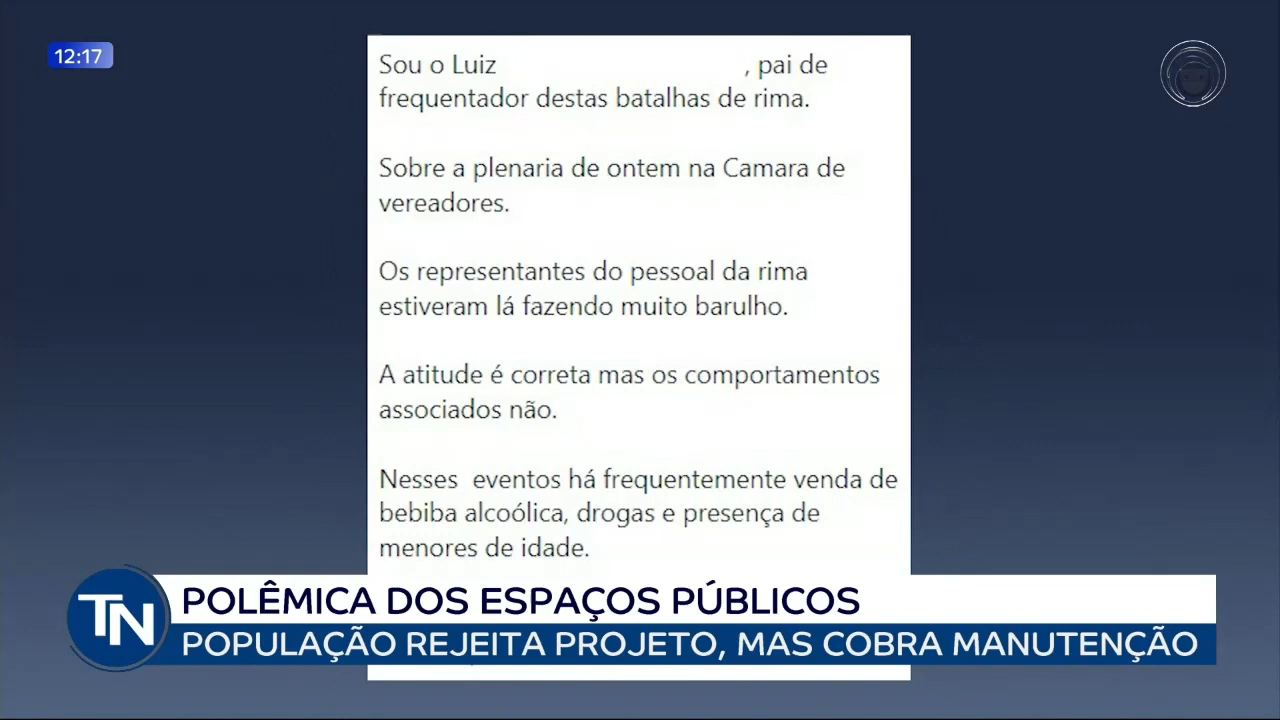 12:17
Sou o Luiz , pai de
frequentador destas batalhas de rima.
Sobre a plenaria de ontem na Camara de
vereadores.
Os representantes do pessoal da rima
estiveram lá fazendo muito barulho.
A atitude é correta mas os comportamentos
associados não.
Nesses eventos há frequentemente venda de
bebiba alcoólica, drogas e presença de
menores de idade.
TN
POLÊMICA DOS ESPAÇOS PÚBLICOS
POPULAÇÃO REJEITA PROJETO, MAS COBRA MANUTENÇÃO